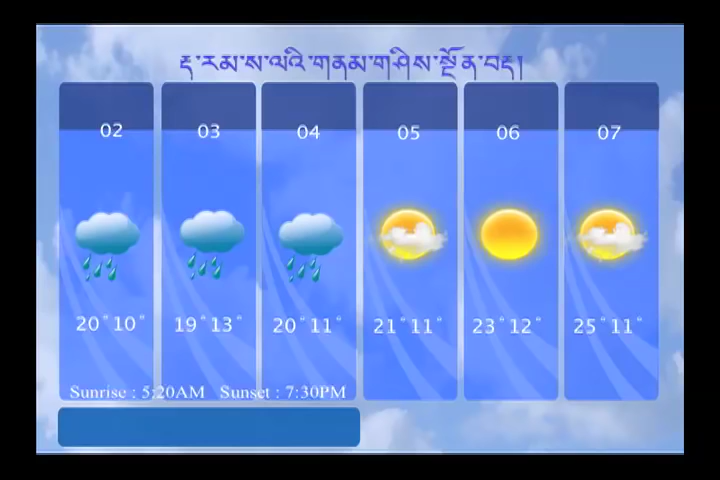 རྡ་རམ་ས་ལའི་གནམ་གཤིས་སྔོན་བརྡ།
02 03 04 05 06 07
20°10° 19°13° 20°11° 21°11° 23°12° 25°11°
Sunrise : 5:20AM Sunset : 7:30PM